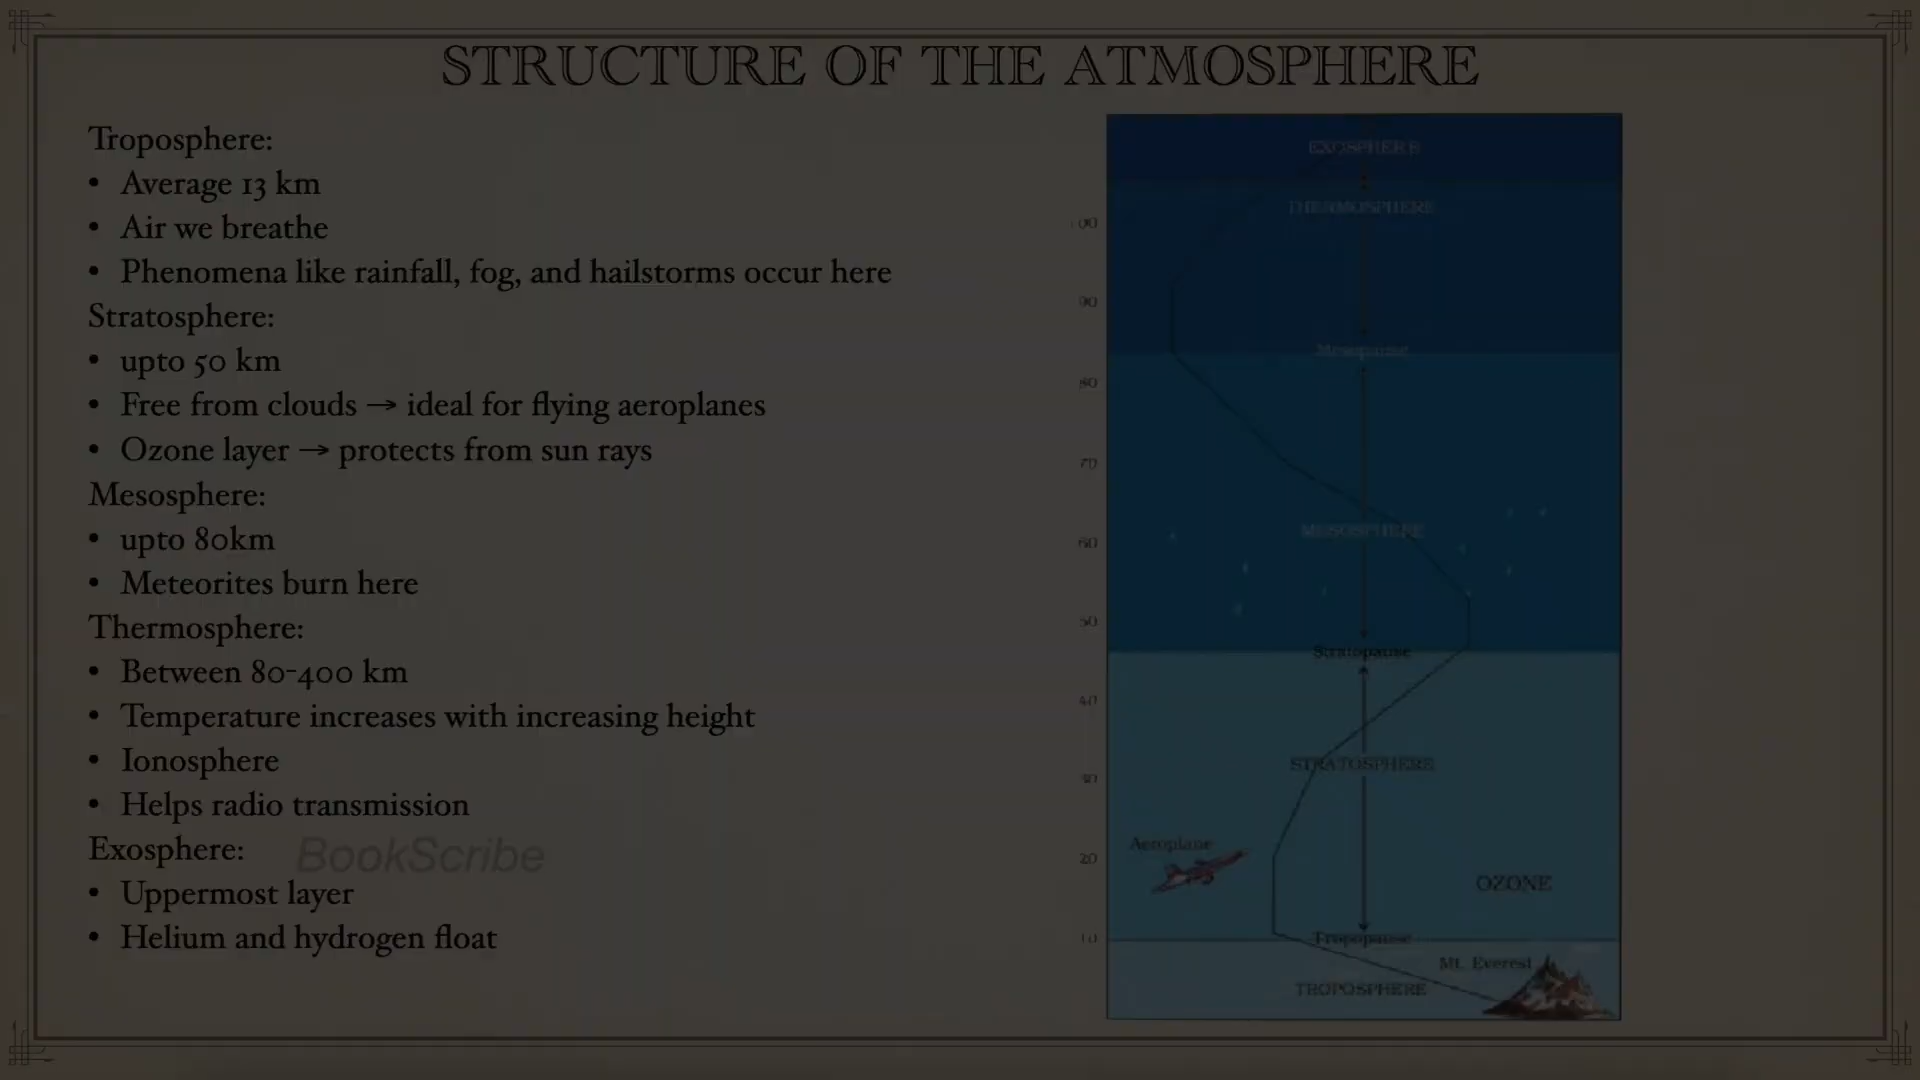 STRUCTURE OF THE ATMOSPHERE
Troposphere:
• Average 13 km
• Air we breathe
• Phenomena like rainfall, fog, and hailstorms occur here
Stratosphere:
• upto 50 km
• Free from clouds → ideal for flying aeroplanes
• Ozone layer → protects from sun rays
Mesosphere:
• upto 80km
• Meteorites burn here
Thermosphere:
• Between 80-400 km
• Temperature increases with increasing height
• Ionosphere
• Helps radio transmission
Exosphere:
BookScribe
• Uppermost layer
• Helium and hydrogen float
EXOSPHERE
THERMOSPHERE
100
90
Mesopause
80
70
MESOSPHERE
60
50
Stratopause
40
STRATOSPHERE
30
Aeroplane
20
OZONE
10
Tropopause
Mt. Everest
TROPOSPHERE